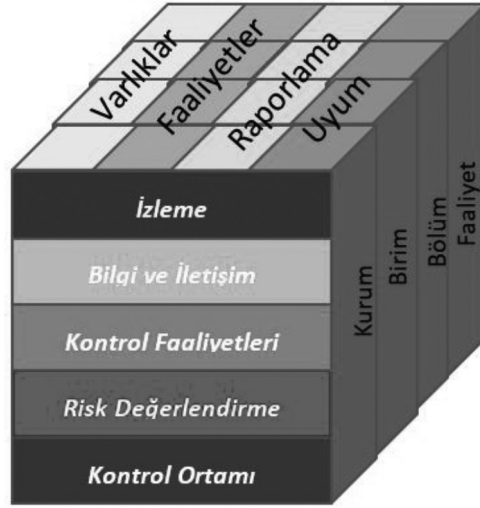 Varlıklar
Faaliyetler
Raporlama
Uyum
İzleme
Bilgi ve İletişim
Kontrol Faaliyetleri
Risk Değerlendirme
Kontrol Ortamı
Kurum
Birim
Bölüm
Faaliyet